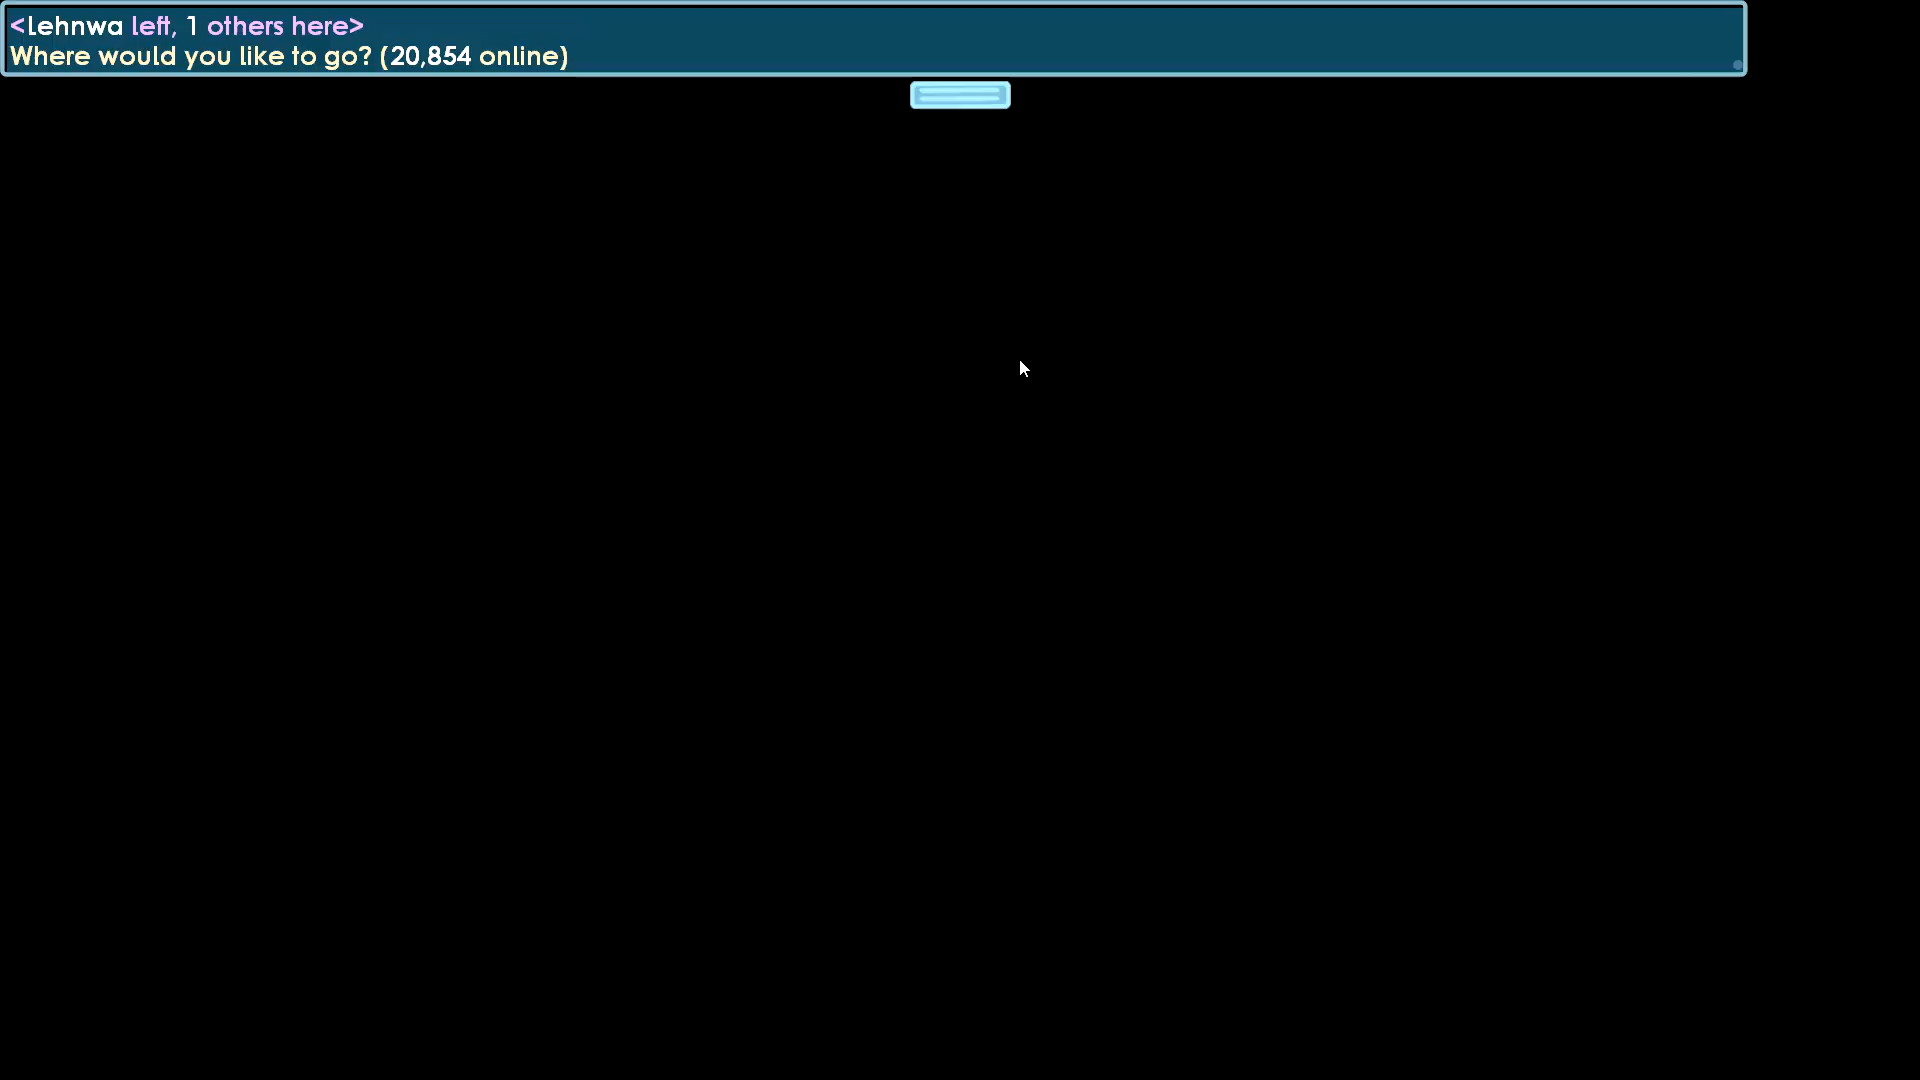 <Lehnwa left, 1 others here>
Where would you like to go? (20,854 online)